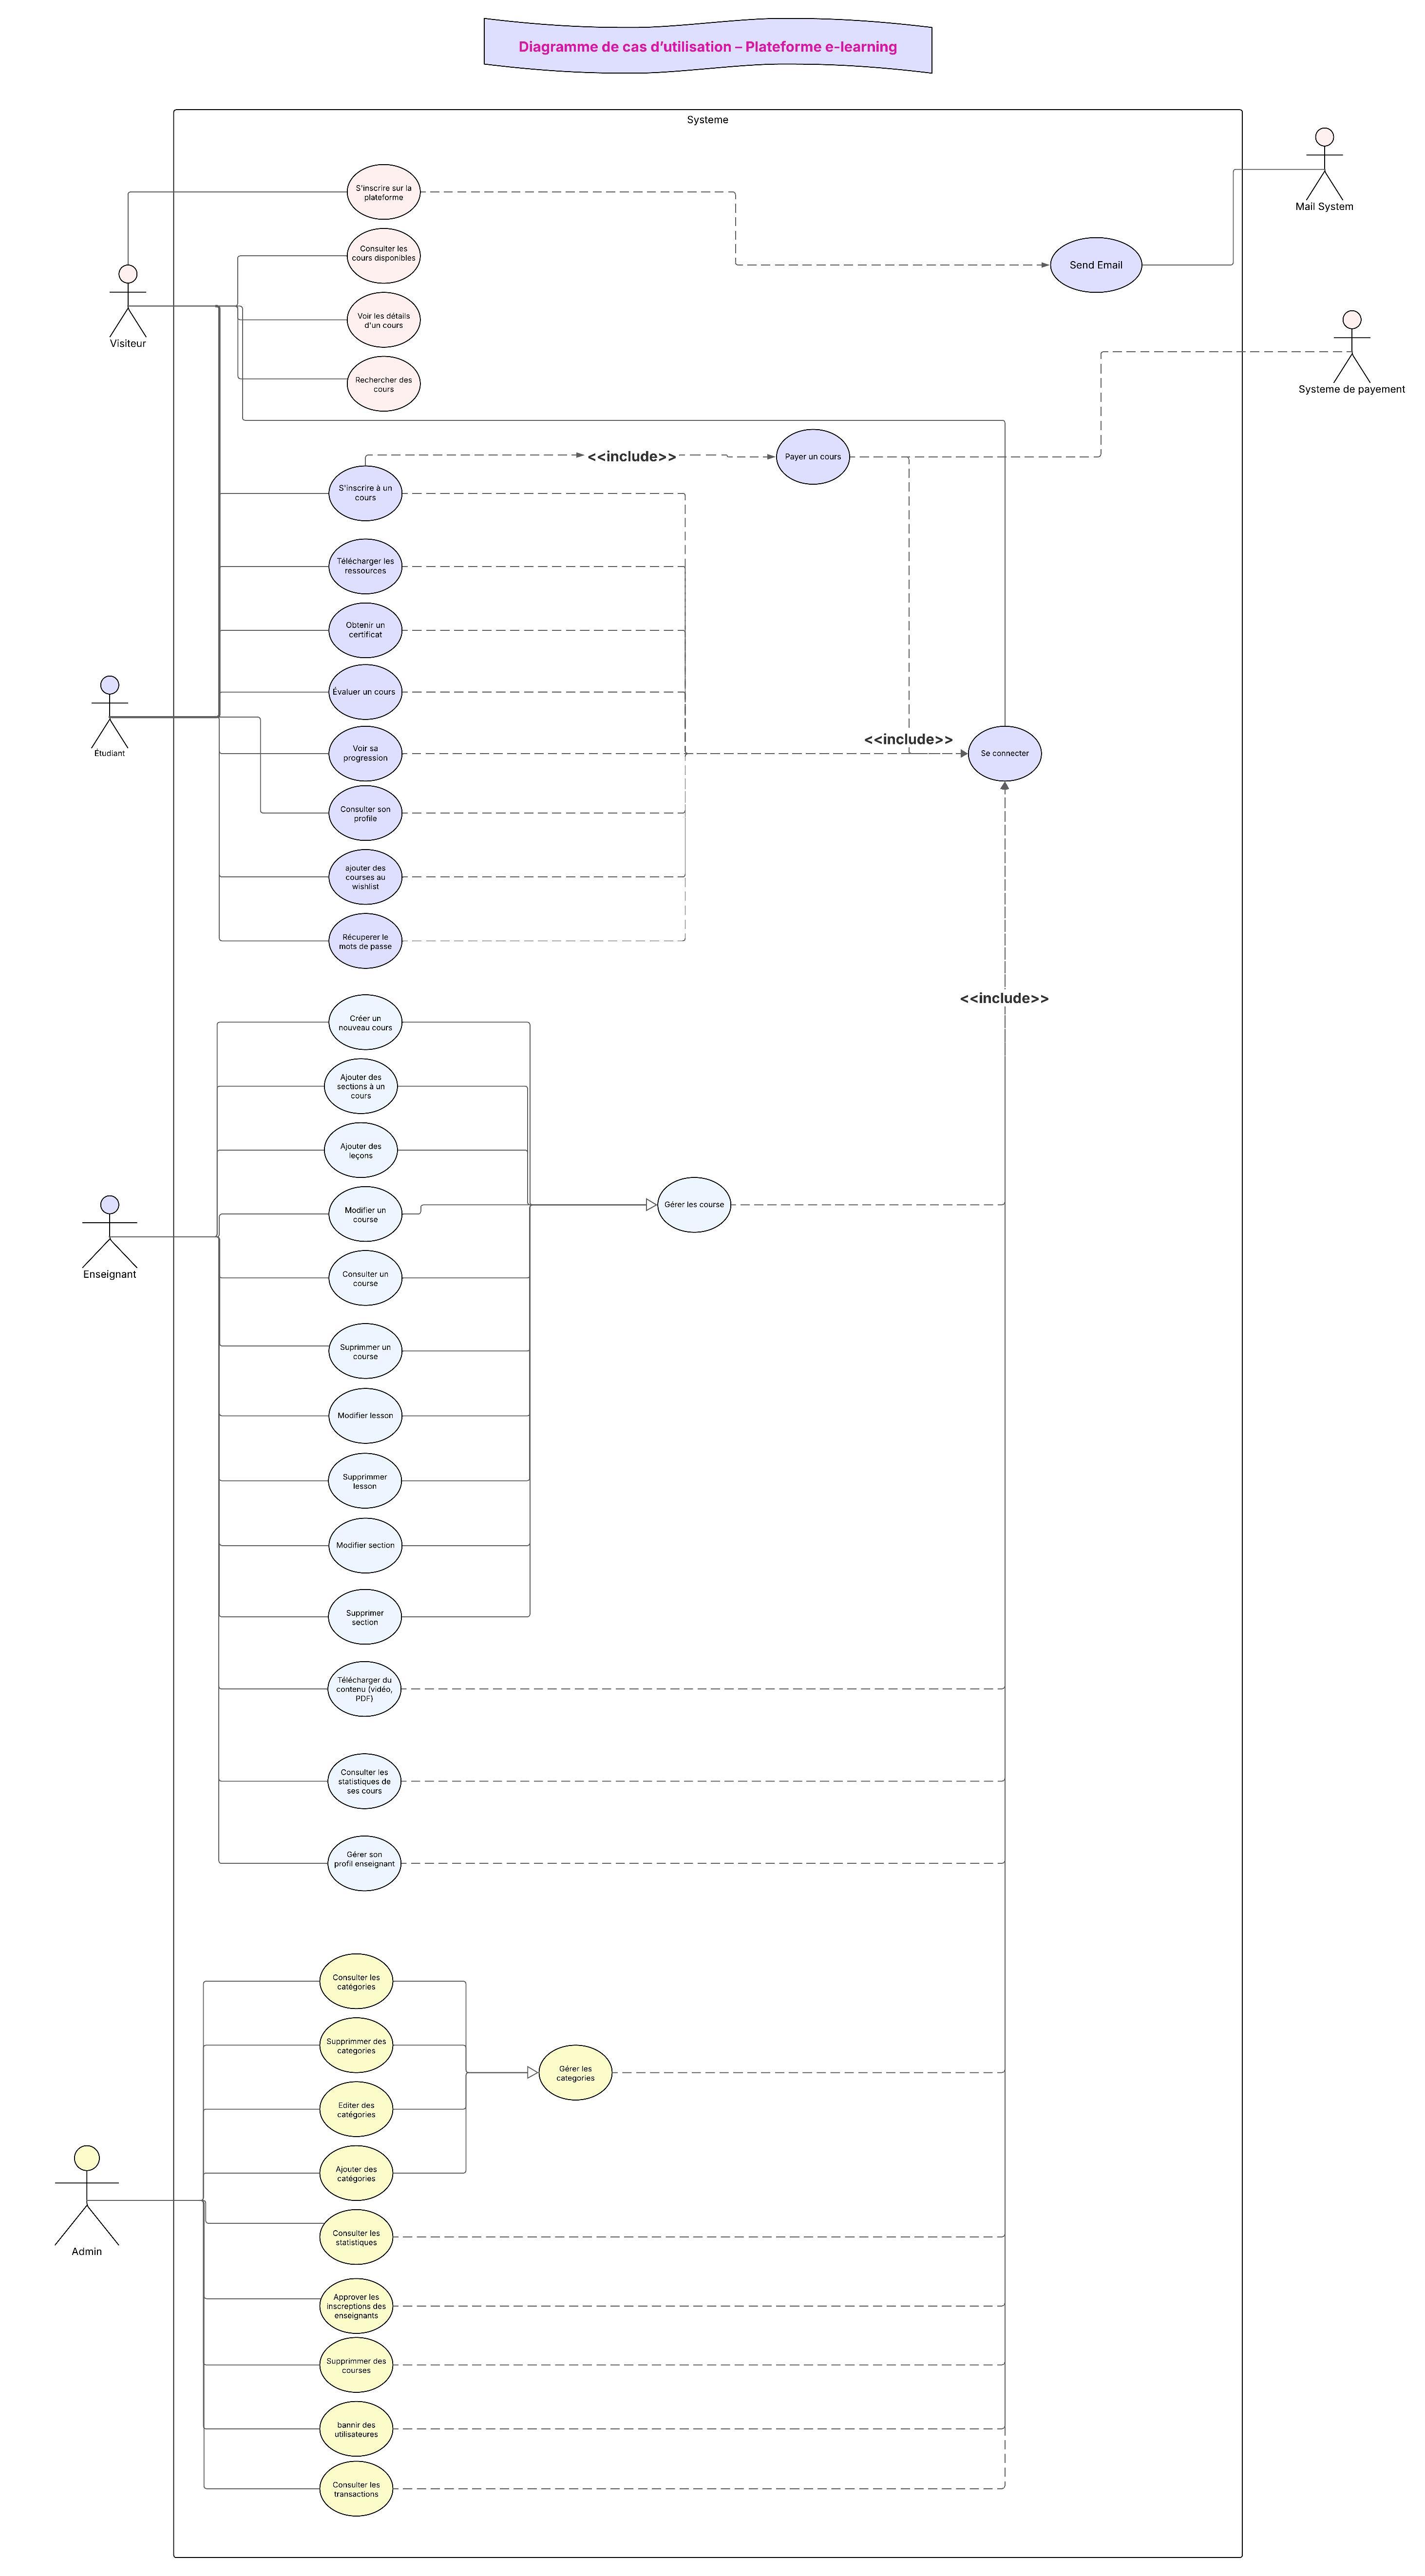 Diagramme de cas d'utilisation – Plateforme e-learning
Systeme
Mail System
S'inscrire sur la
plateforme
Consulter les
cours disponibles
Send Email
Voir les détails
d'un cours
Visiteur
Rechercher des
cours
Systeme de payement
<<include>>
Payer un cours
S'inscrire à un
cours
Télécharger les
ressources
Obtenir un
certificat
Évaluer un cours
Étudiant
Voir sa
progression
<<include>>
Se connecter
Consulter son
profile
ajouter des
courses au
wishlist
Récuperer le
mots de passe
<<include>>
Créer un
nouveau cours
Ajouter des
sections à un
cours
Ajouter des
leçons
Modifier un
course
Gérer les course
Enseignant
Consulter un
course
Suprimmer un
course
Modifier lesson
Supprimmer
lesson
Modifier section
Supprimer
section
Télécharger du
contenu (vidéo,
PDF)
Consulter les
statistiques de
ses cours
Gérer son
profil enseignant
Consulter les
catégories
Supprimmer des
categories
Gérer les
categories
Editer des
catégories
Ajouter des
catégories
Admin
Consulter les
statistiques
Approver les
inscreptions des
enseignants
Supprimmer des
courses
bannir des
utilisateures
Consulter les
transactions